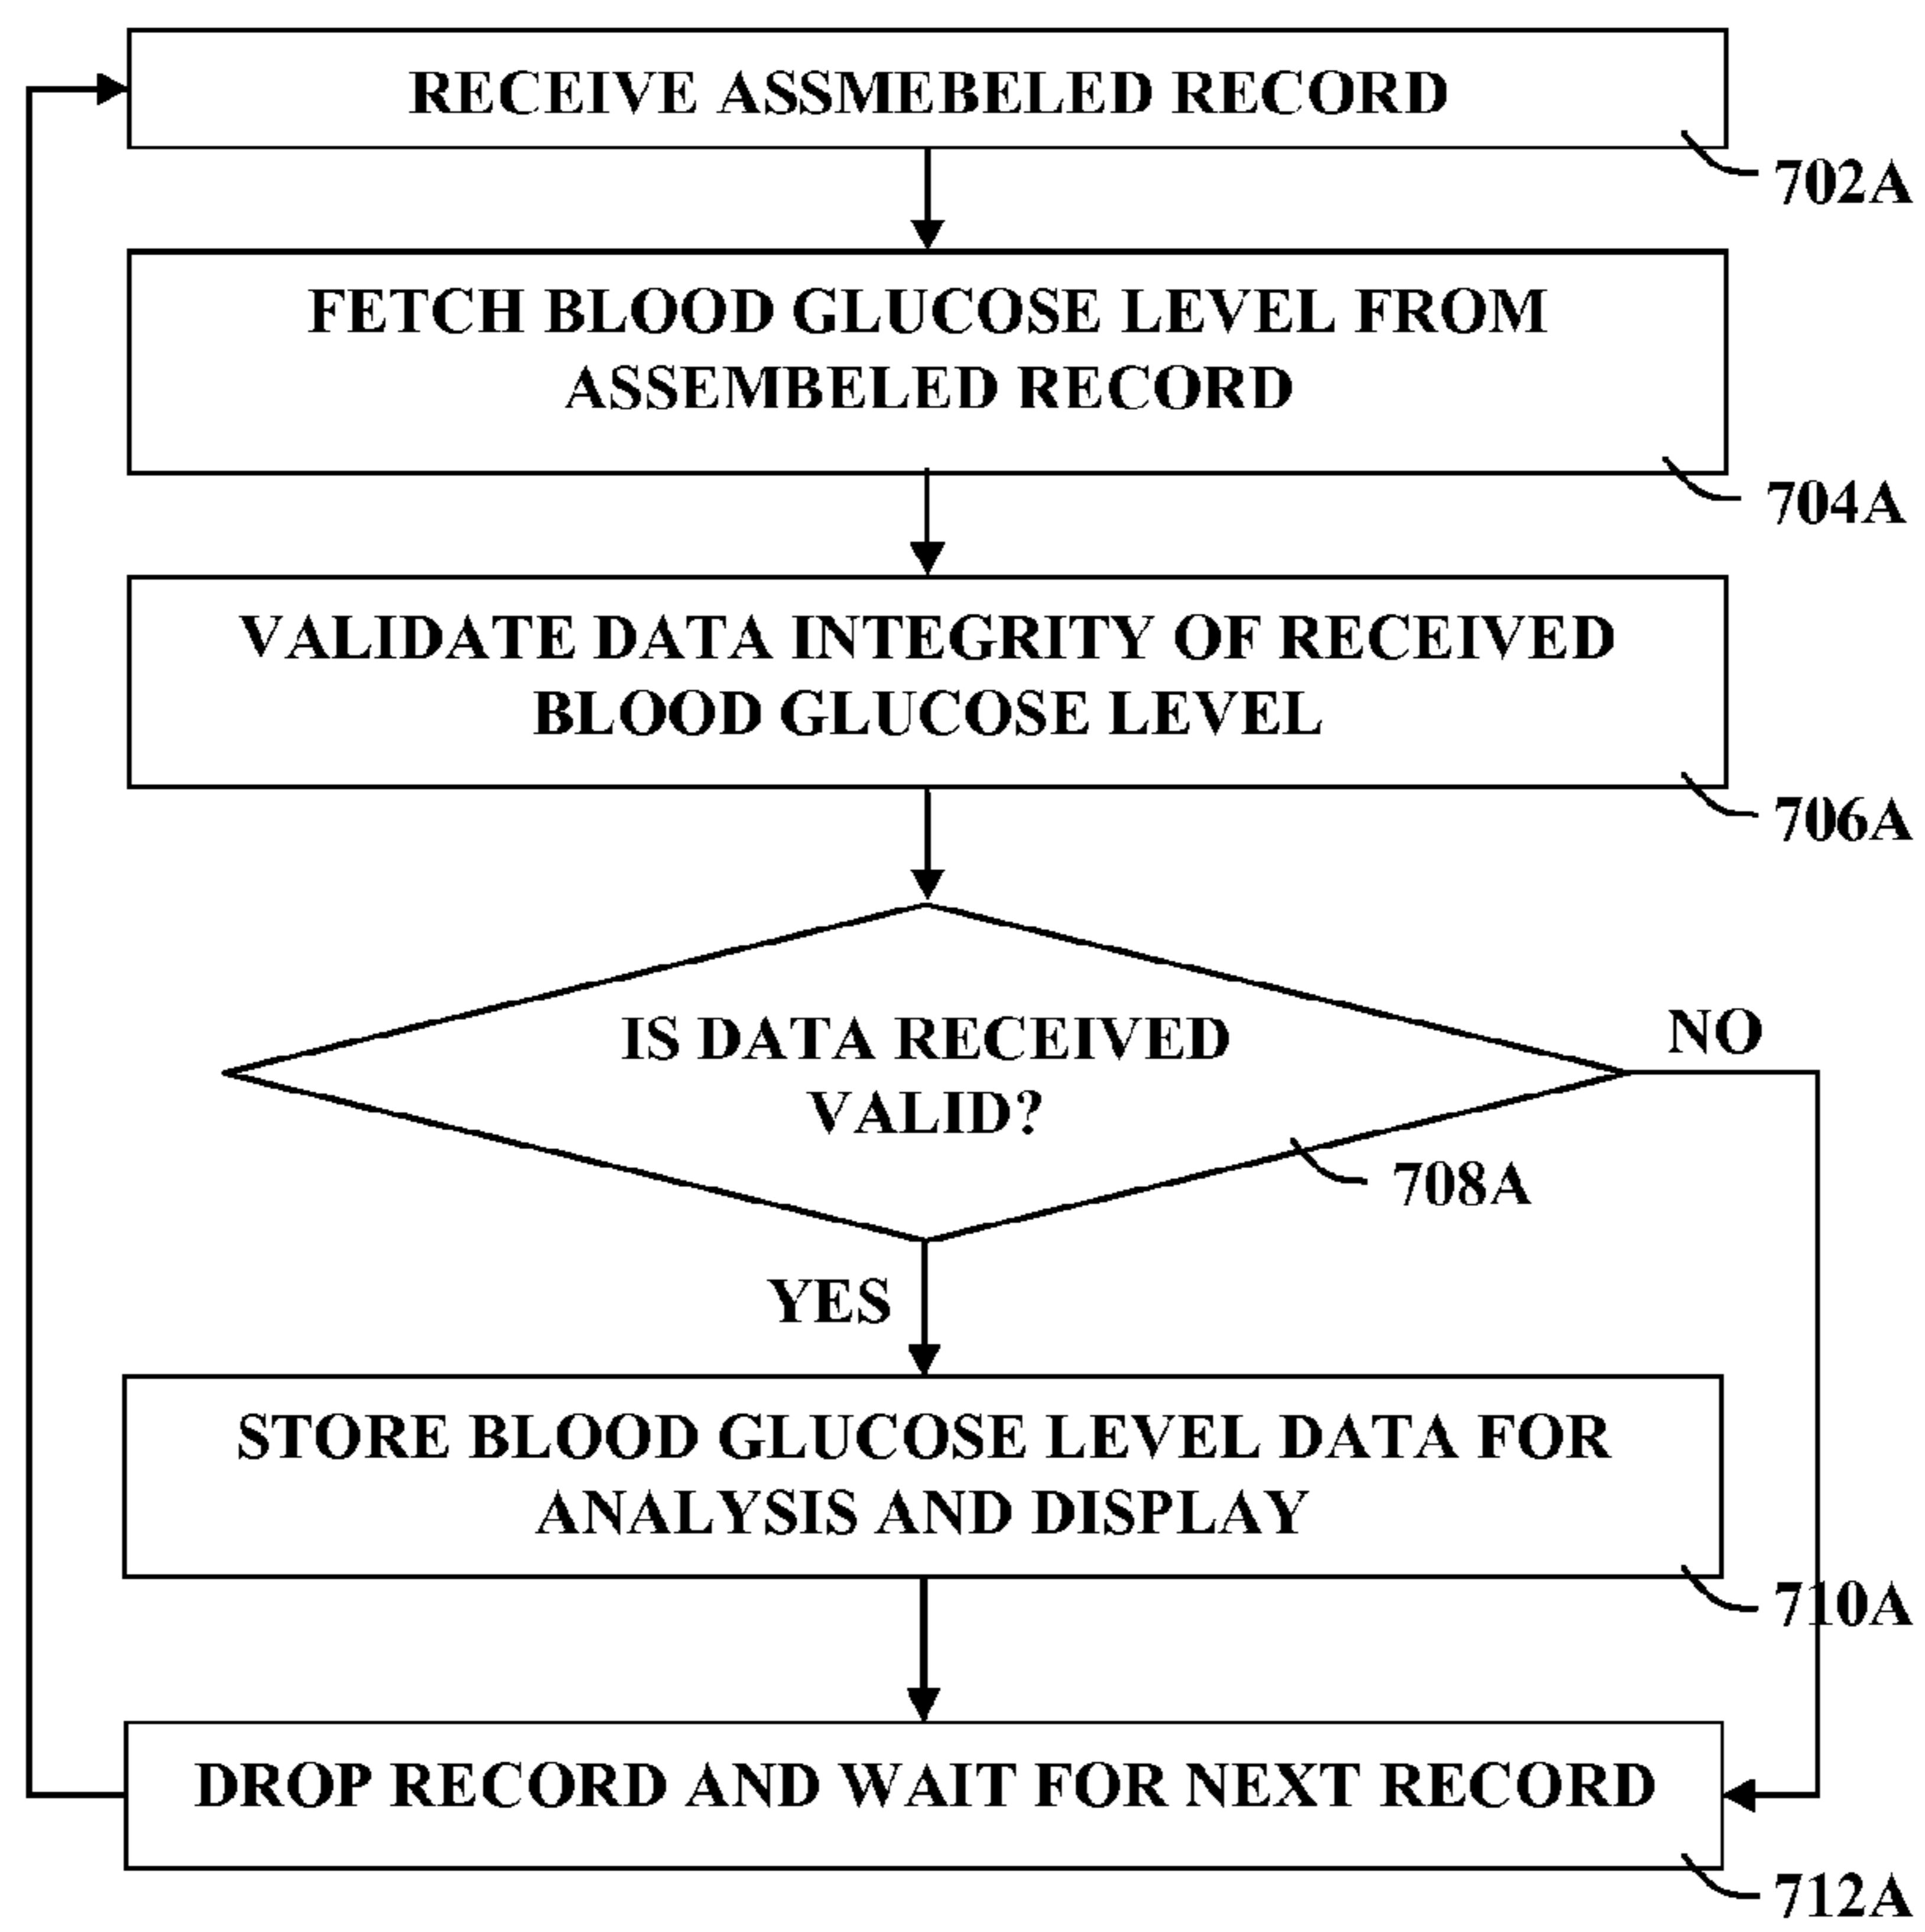 RECEIVE ASSMEBELED RECORD
702A
FETCH BLOOD GLUCOSE LEVEL FROM
ASSEMBELED RECORD
704A
VALIDATE DATA INTEGRITY OF RECEIVED
BLOOD GLUCOSE LEVEL
706A
IS DATA RECEIVED
VALID?
NO
708A
YES
STORE BLOOD GLUCOSE LEVEL DATA FOR
ANALYSIS AND DISPLAY
710A
DROP RECORD AND WAIT FOR NEXT RECORD
712A